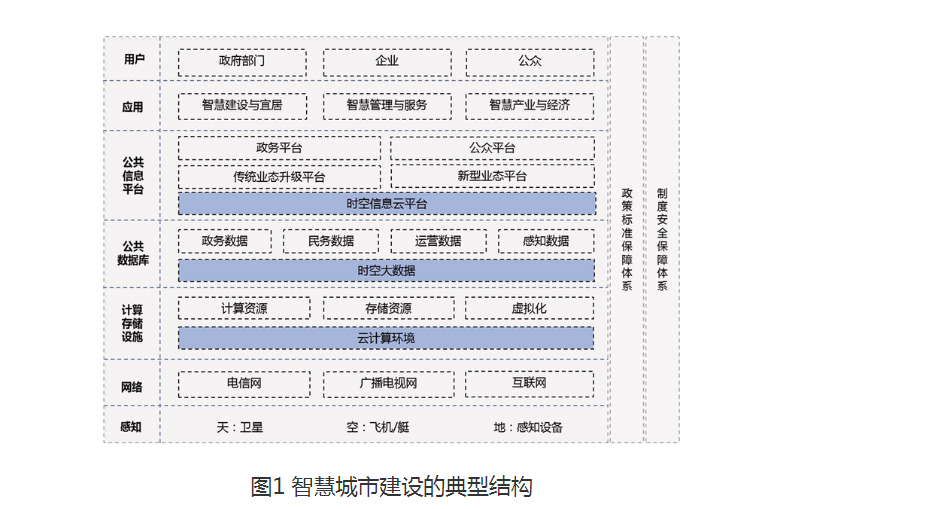 用户
政府部门
企业
公众
应用
智慧建设与宜居
智慧管理与服务
智慧产业与经济
公共
信息
平台
政务平台
公众平台
传统业态升级平台
新型业态平台
时空信息云平台
公共
数据库
政务数据
民务数据
运营数据
感知数据
时空大数据
计算
存储
设施
计算资源
存储资源
虚拟化
云计算环境
网络
电信网
广播电视网
互联网
感知
天：卫星
空：飞机/艇
地：感知设备
政策标准保障体系
制度安全保障体系
图1 智慧城市建设的典型结构